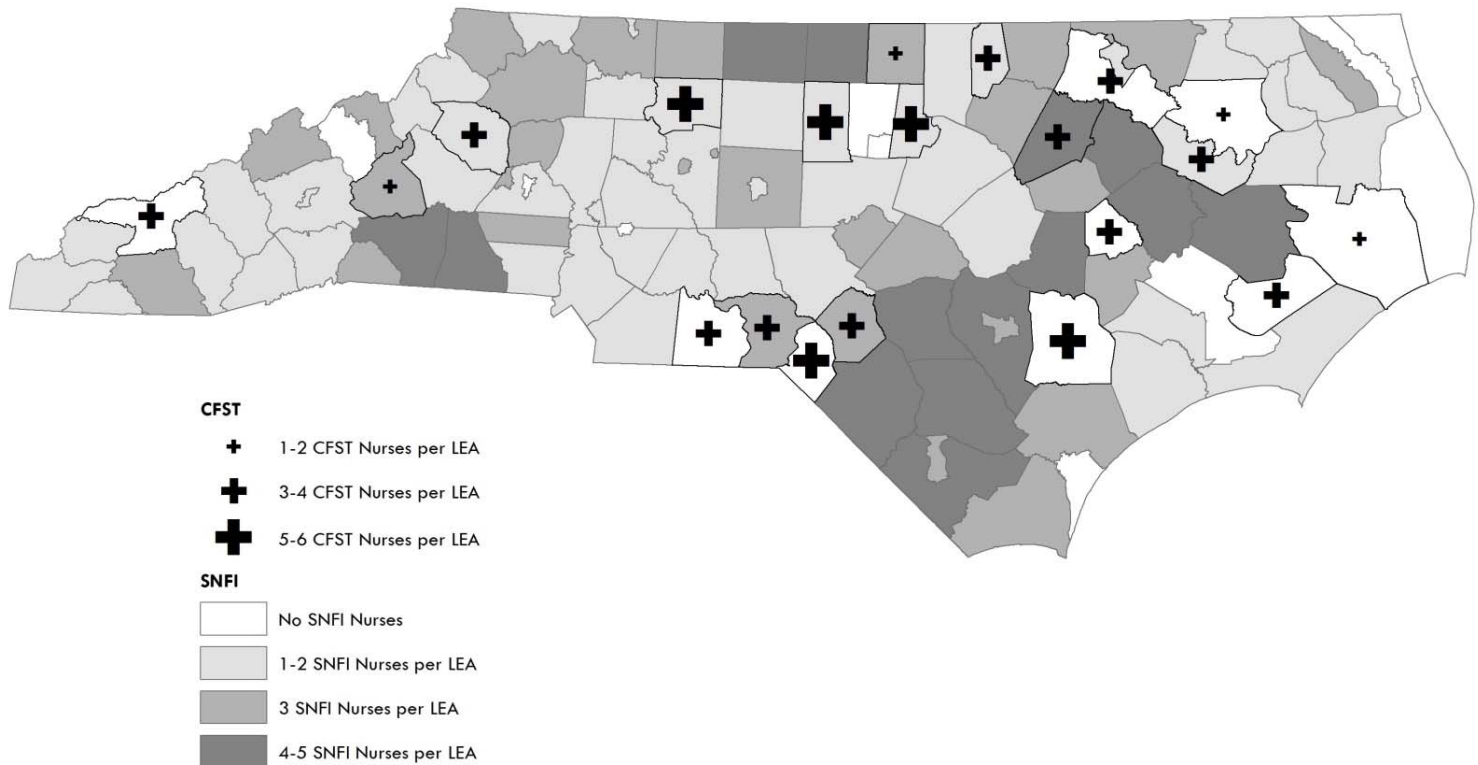 CFST
1-2 CFST Nurses per LEA
3-4 CFST Nurses per LEA
5-6 CFST Nurses per LEA
SNFI
No SNFI Nurses
1-2 SNFI Nurses per LEA
3 SNFI Nurses per LEA
4-5 SNFI Nurses per LEA